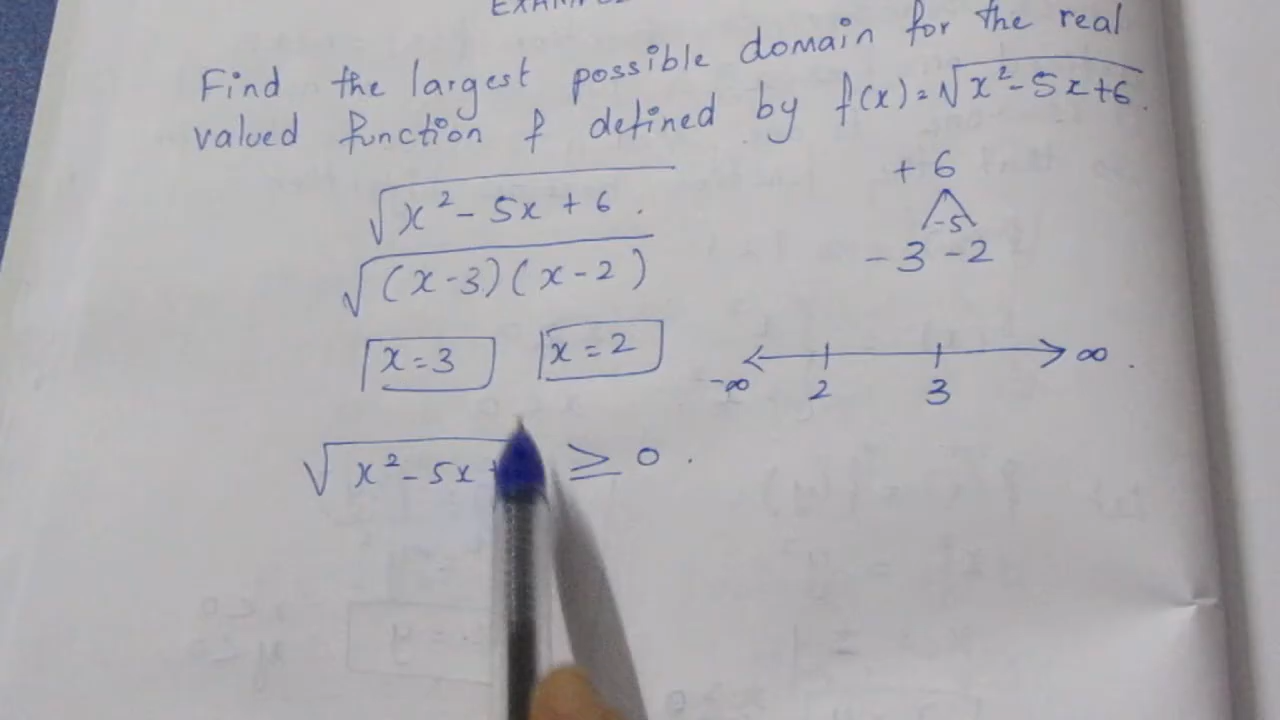 Find the largest possible domain for the real
valued function f defined by f(x)=√x²-5x+6.
√x²-5x+6.
+6
-5
-3 -2
√(x-3)(x-2)
x=3 x=2
-∞ 2 3 ∞.
√x²-5x+ ≥ 0.